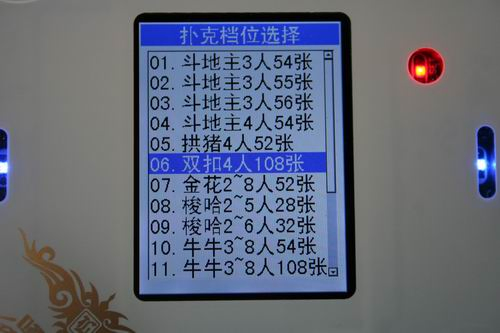 扑克档位选择
01. 斗地主3人54张
02. 斗地主3人55张
03. 斗地主3人56张
04. 斗地主4人54张
05. 拱猪4人52张
06. 双扣4人108张
07. 金花2~8人52张
08. 梭哈2~5人28张
09. 梭哈2~6人32张
10. 牛牛3~8人54张
11. 牛牛3~8人108张